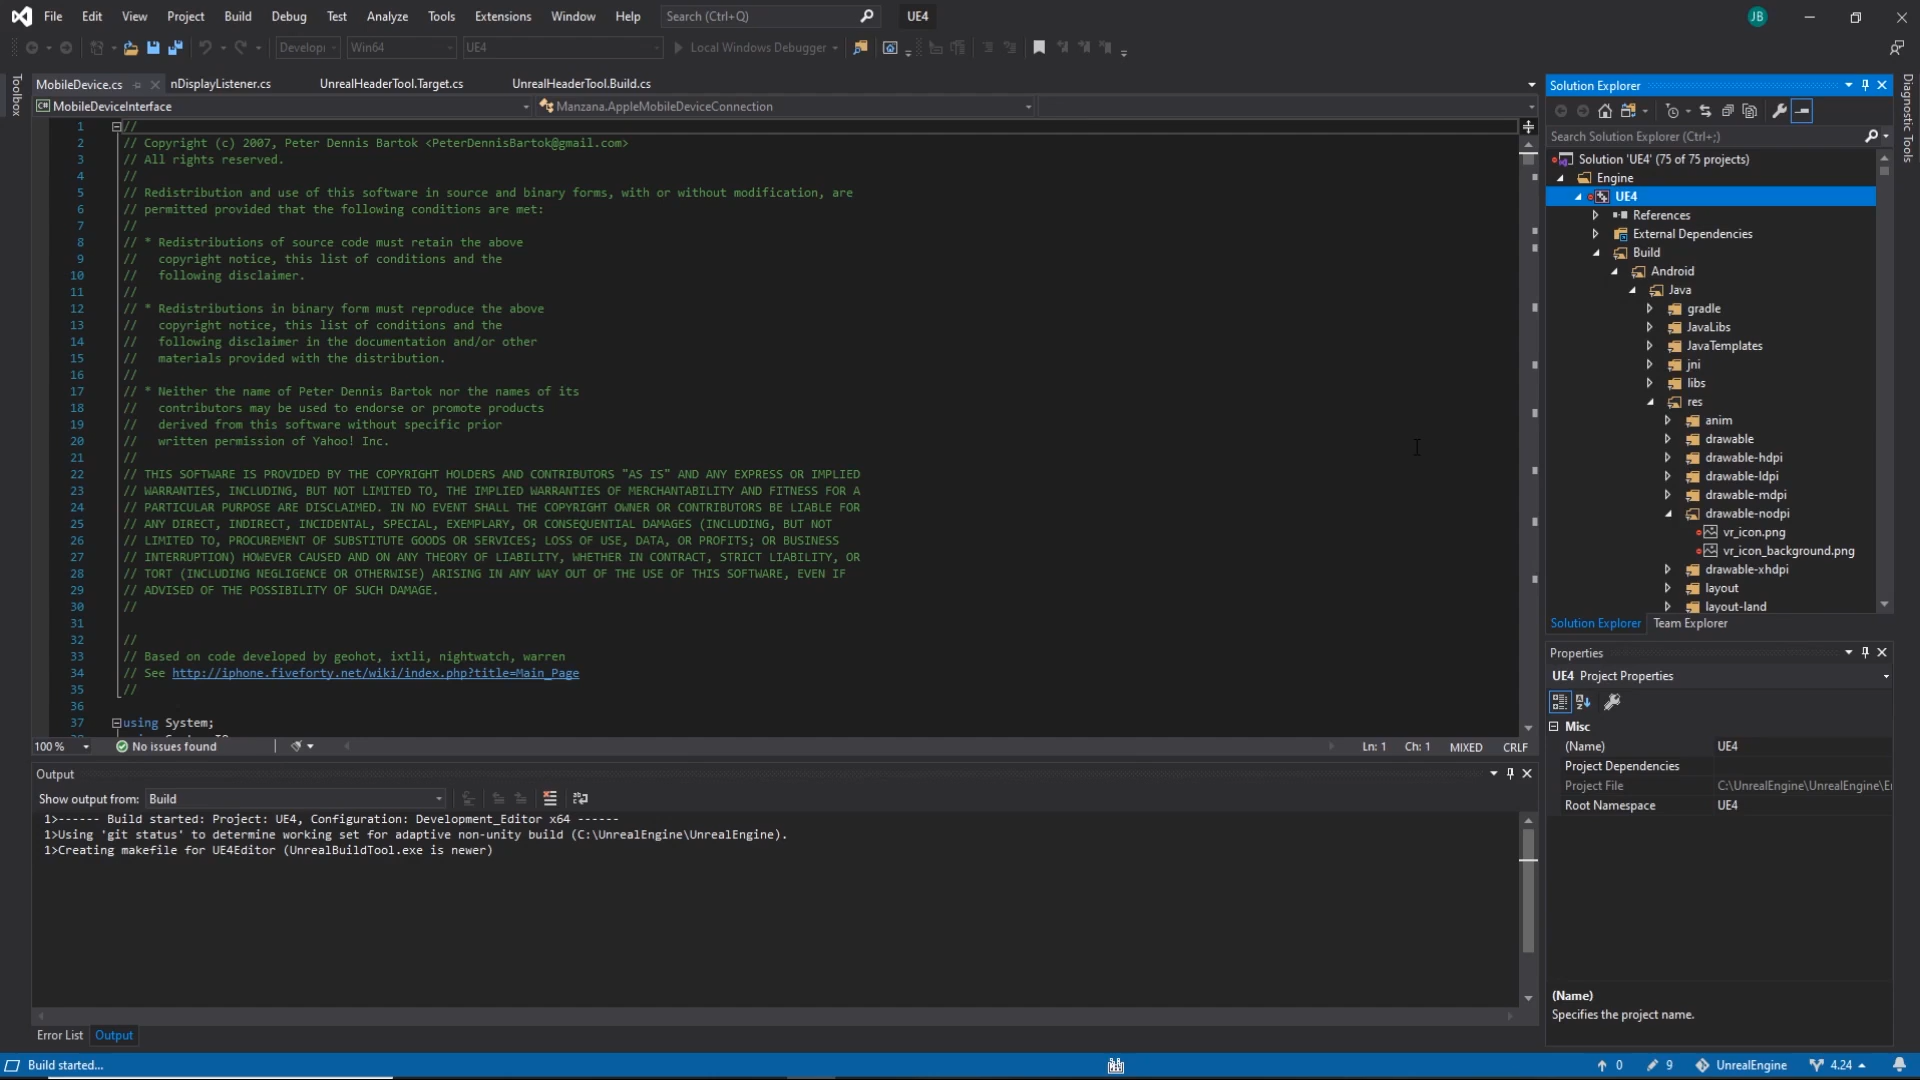 File Edit View Project Build Debug Test Analyze Tools Extensions Window Help Search (Ctrl+Q) UE4 JB
Develop Win64 UE4 Local Windows Debugger
Toolbox
MobileDevice.cs nDisplayListener.cs UnrealHeaderTool.Target.cs UnrealHeaderTool.Build.cs
MobileDeviceInterface Manzana.AppleMobileDeviceConnection
1 //
2 // Copyright (c) 2007, Peter Dennis Bartok <PeterDennisBartok@gmail.com>
3 // All rights reserved.
4 //
5 // Redistribution and use of this software in source and binary forms, with or without modification, are
6 // permitted provided that the following conditions are met:
7 //
8 // * Redistributions of source code must retain the above
9 // copyright notice, this list of conditions and the
10 // following disclaimer.
11 //
12 // * Redistributions in binary form must reproduce the above
13 // copyright notice, this list of conditions and the
14 // following disclaimer in the documentation and/or other
15 // materials provided with the distribution.
16 //
17 // * Neither the name of Peter Dennis Bartok nor the names of its
18 // contributors may be used to endorse or promote products
19 // derived from this software without specific prior
20 // written permission of Yahoo! Inc.
21 //
22 // THIS SOFTWARE IS PROVIDED BY THE COPYRIGHT HOLDERS AND CONTRIBUTORS "AS IS" AND ANY EXPRESS OR IMPLIED
23 // WARRANTIES, INCLUDING, BUT NOT LIMITED TO, THE IMPLIED WARRANTIES OF MERCHANTABILITY AND FITNESS FOR A
24 // PARTICULAR PURPOSE ARE DISCLAIMED. IN NO EVENT SHALL THE COPYRIGHT OWNER OR CONTRIBUTORS BE LIABLE FOR
25 // ANY DIRECT, INDIRECT, INCIDENTAL, SPECIAL, EXEMPLARY, OR CONSEQUENTIAL DAMAGES (INCLUDING, BUT NOT
26 // LIMITED TO, PROCUREMENT OF SUBSTITUTE GOODS OR SERVICES; LOSS OF USE, DATA, OR PROFITS; OR BUSINESS
27 // INTERRUPTION) HOWEVER CAUSED AND ON ANY THEORY OF LIABILITY, WHETHER IN CONTRACT, STRICT LIABILITY, OR
28 // TORT (INCLUDING NEGLIGENCE OR OTHERWISE) ARISING IN ANY WAY OUT OF THE USE OF THIS SOFTWARE, EVEN IF
29 // ADVISED OF THE POSSIBILITY OF SUCH DAMAGE.
30 //
31
32 //
33 // Based on code developed by geohot, ixtli, nightwatch, warren
34 // See http://iphone.fiveforty.net/wiki/index.php?title=Main_Page
35 //
36
37 using System;
100 % No issues found Ln: 1 Ch: 1 MIXED CRLF
Output
Show output from: Build
1>------ Build started: Project: UE4, Configuration: Development_Editor x64 ------
1>Using 'git status' to determine working set for adaptive non-unity build (C:\UnrealEngine\UnrealEngine).
1>Creating makefile for UE4Editor (UnrealBuildTool.exe is newer)
Error List Output
Solution Explorer
Search Solution Explorer (Ctrl+;)
Solution 'UE4' (75 of 75 projects)
Engine
UE4
References
External Dependencies
Build
Android
Java
gradle
JavaLibs
JavaTemplates
jni
libs
res
anim
drawable
drawable-hdpi
drawable-ldpi
drawable-mdpi
drawable-nodpi
vr_icon.png
vr_icon_background.png
drawable-xhdpi
layout
layout-land
Solution Explorer Team Explorer
Properties
UE4 Project Properties
Misc
(Name) UE4
Project Dependencies
Project File C:\UnrealEngine\UnrealEngine\E
Root Namespace UE4
(Name)
Specifies the project name.
Diagnostic Tools
Build started... 0 9 UnrealEngine 4.24